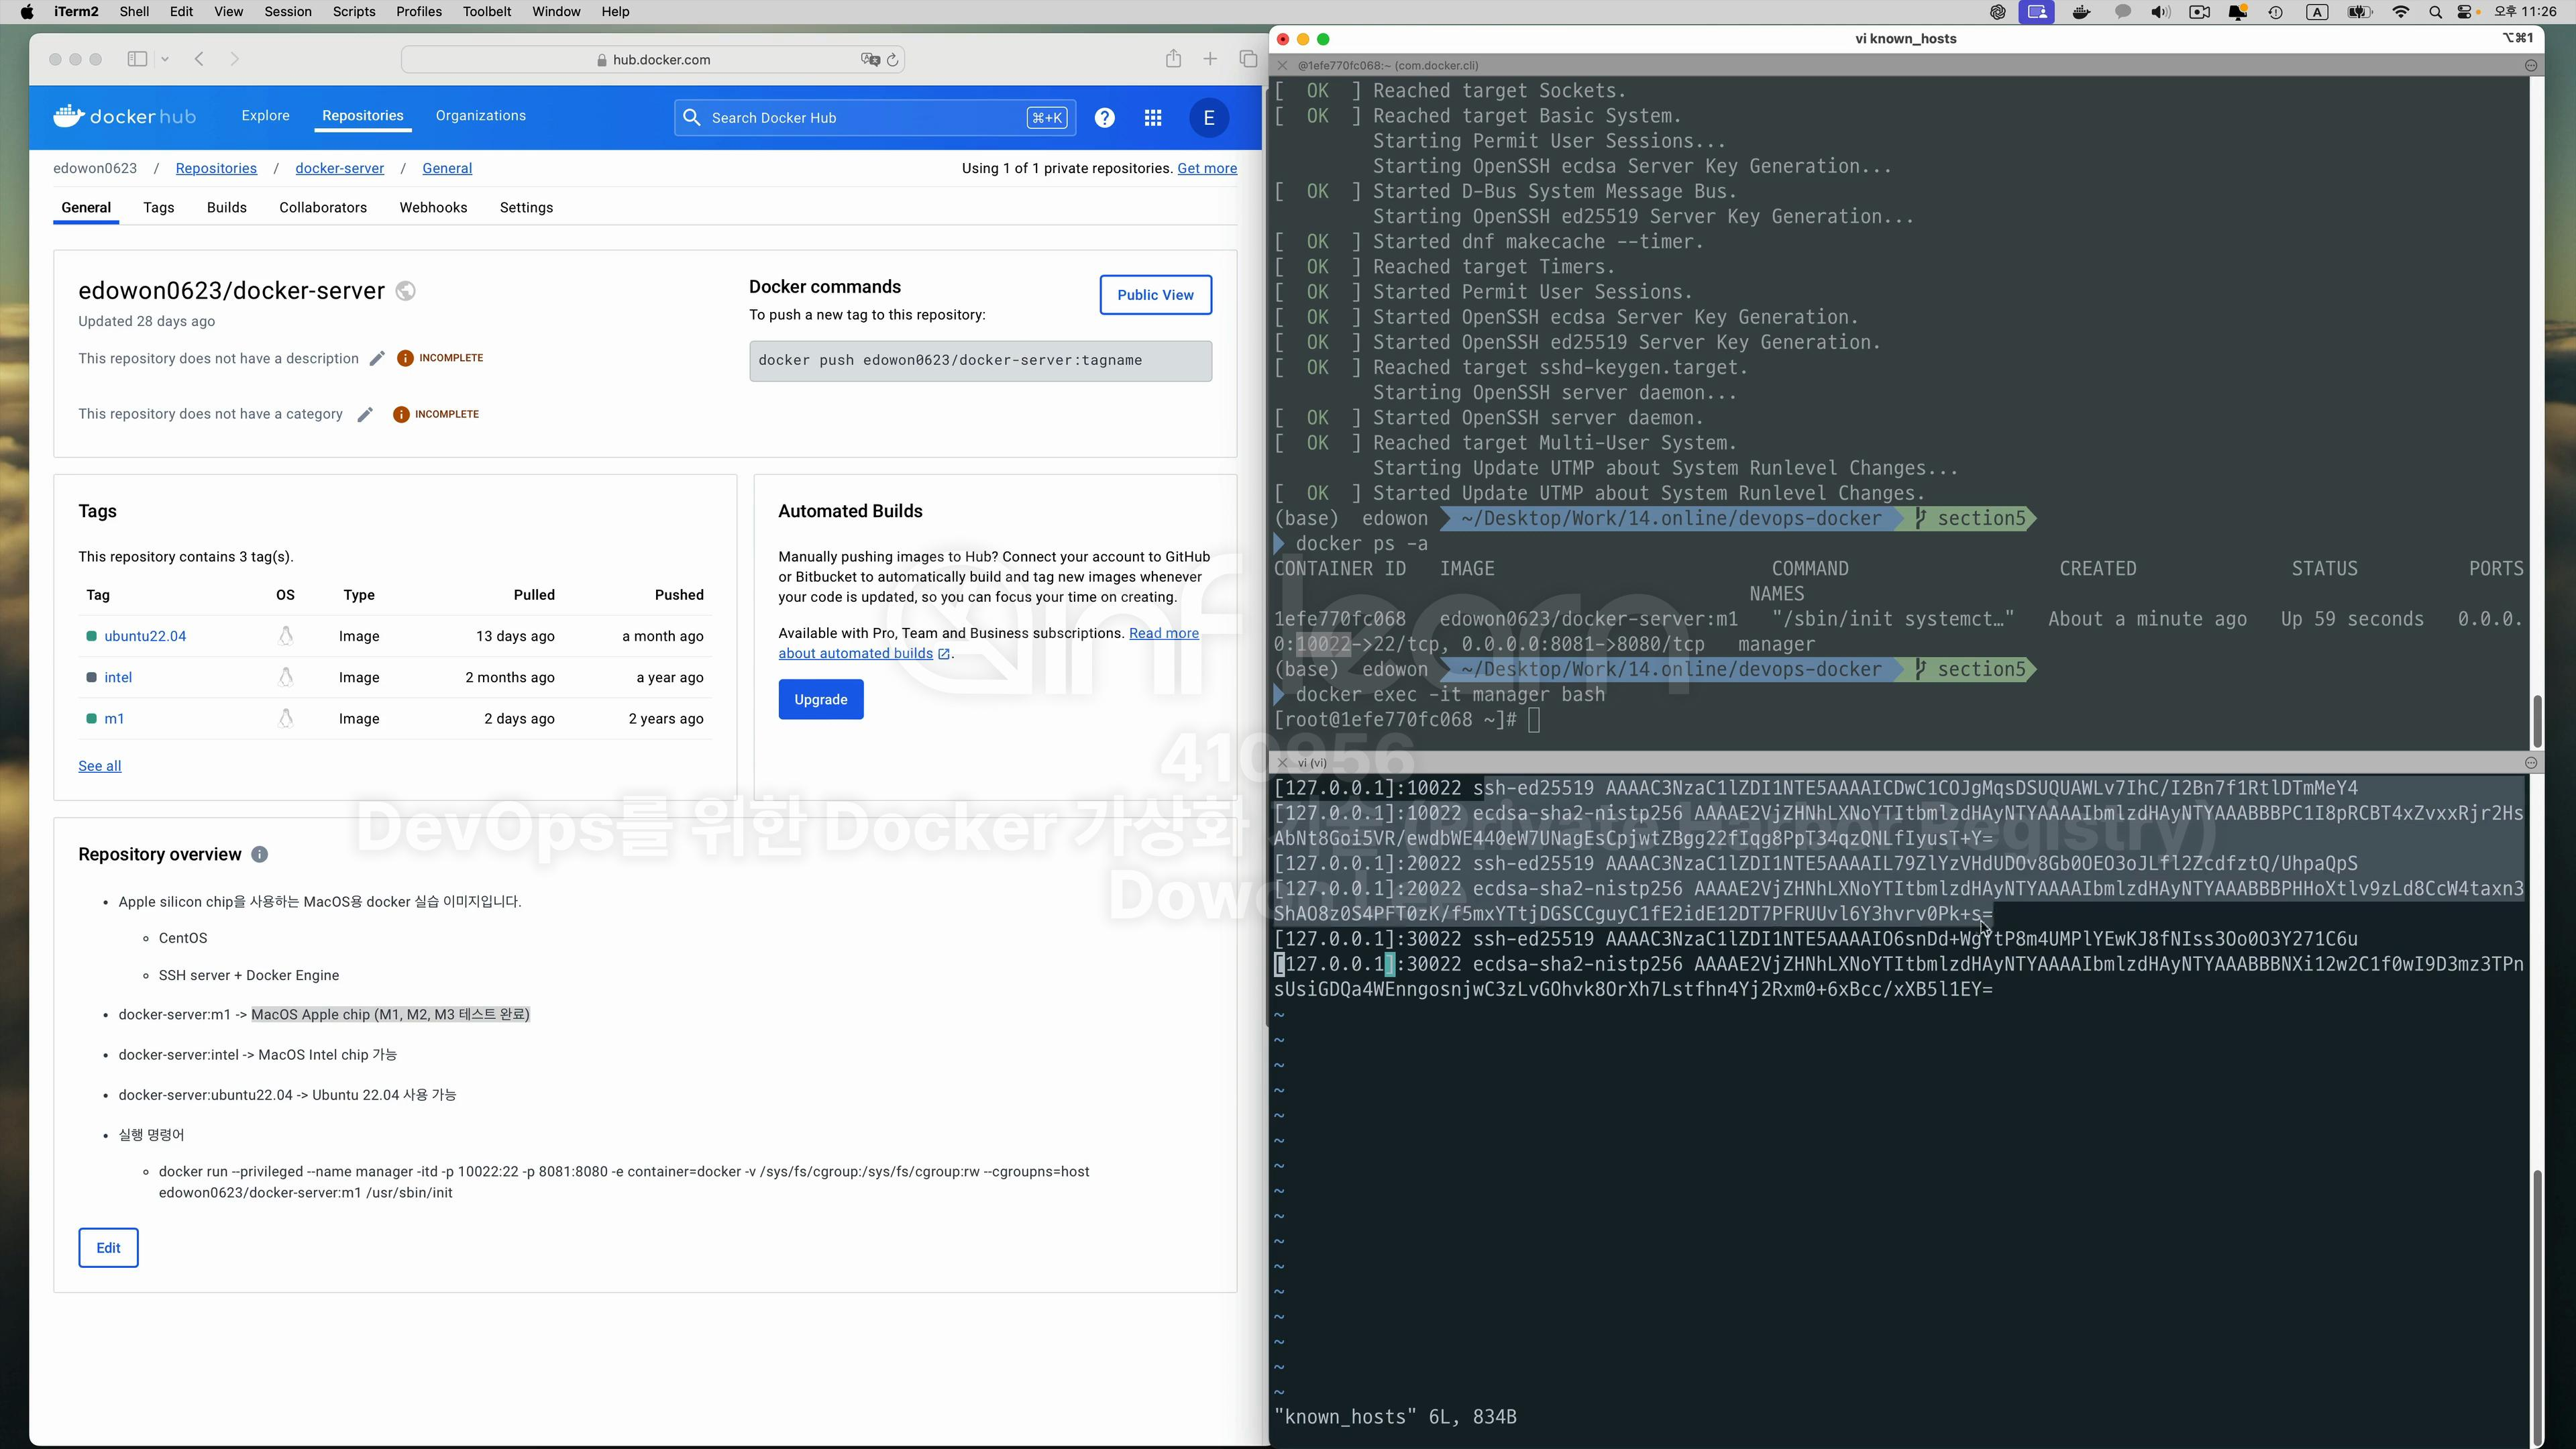 iTerm2 Shell Edit View Session Scripts Profiles Toolbelt Window Help
A 오후 11:26
hub.docker.com
vi known_hosts
⌥⌘1
docker hub Explore Repositories Organizations Search Docker Hub ⌘+K ? E
edowon0623 / Repositories / docker-server / General
Using 1 of 1 private repositories. Get more
General Tags Builds Collaborators Webhooks Settings
edowon0623/docker-server
Updated 28 days ago
This repository does not have a description INCOMPLETE
This repository does not have a category INCOMPLETE
Docker commands
Public View
To push a new tag to this repository:
docker push edowon0623/docker-server:tagname
Tags
This repository contains 3 tag(s).
Tag OS Type Pulled Pushed
ubuntu22.04 Image 13 days ago a month ago
intel Image 2 months ago a year ago
m1 Image 2 days ago 2 years ago
See all
Automated Builds
Manually pushing images to Hub? Connect your account to GitHub
or Bitbucket to automatically build and tag new images whenever
your code is updated, so you can focus your time on creating.
Available with Pro, Team and Business subscriptions. Read more
about automated builds.
Upgrade
Repository overview
Apple silicon chip을 사용하는 MacOS용 docker 실습 이미지입니다.
CentOS
SSH server + Docker Engine
docker-server:m1 -> MacOS Apple chip (M1, M2, M3 테스트 완료)
docker-server:intel -> MacOS Intel chip 가능
docker-server:ubuntu22.04 -> Ubuntu 22.04 사용 가능
실행 명령어
docker run --privileged --name manager -itd -p 10022:22 -p 8081:8080 -e container=docker -v /sys/fs/cgroup:/sys/fs/cgroup:rw --cgroupns=host
edowon0623/docker-server:m1 /usr/sbin/init
Edit
@1efe770fc068:~ (com.docker.cli)
[  OK  ] Reached target Sockets.
[  OK  ] Reached target Basic System.
Starting Permit User Sessions...
Starting OpenSSH ecdsa Server Key Generation...
[  OK  ] Started D-Bus System Message Bus.
Starting OpenSSH ed25519 Server Key Generation...
[  OK  ] Started dnf makecache --timer.
[  OK  ] Reached target Timers.
[  OK  ] Started Permit User Sessions.
[  OK  ] Started OpenSSH ecdsa Server Key Generation.
[  OK  ] Started OpenSSH ed25519 Server Key Generation.
[  OK  ] Reached target sshd-keygen.target.
Starting OpenSSH server daemon...
[  OK  ] Started OpenSSH server daemon.
[  OK  ] Reached target Multi-User System.
Starting Update UTMP about System Runlevel Changes...
[  OK  ] Started Update UTMP about System Runlevel Changes.
(base) edowon ~/Desktop/Work/14.online/devops-docker section5
docker ps -a
CONTAINER ID IMAGE COMMAND CREATED STATUS PORTS
NAMES
1efe770fc068 edowon0623/docker-server:m1 "/sbin/init systemct…" About a minute ago Up 59 seconds 0.0.0.
0:10022->22/tcp, 0.0.0.0:8081->8080/tcp manager
(base) edowon ~/Desktop/Work/14.online/devops-docker section5
docker exec -it manager bash
[root@1efe770fc068 ~]#
vi (vi)
[127.0.0.1]:10022 ssh-ed25519 AAAAC3NzaC1lZDI1NTE5AAAAICDwC1COJgMqsDSUQUAWLv7IhC/I2Bn7f1RtlDTmMeY4
[127.0.0.1]:10022 ecdsa-sha2-nistp256 AAAAE2VjZHNhLXNoYTItbmlzdHAyNTYAAAAIbmlzdHAyNTYAAABBBPC1I8pRCBT4xZvxxRjr2Hs
AbNt8Goi5VR/ewdbWE440eW7UNagEsCpjwtZBgg22fIqg8PpT34qzQNLfIyusT+Y=
[127.0.0.1]:20022 ssh-ed25519 AAAAC3NzaC1lZDI1NTE5AAAAIL79ZlYzVHdUDOv8Gb0OEO3oJLfl2ZcdfztQ/UhpaQpS
[127.0.0.1]:20022 ecdsa-sha2-nistp256 AAAAE2VjZHNhLXNoYTItbmlzdHAyNTYAAAAIbmlzdHAyNTYAAABBBPHHoXtlv9zLd8CcW4taxn3
ShAO8z0S4PFT0zK/f5mxYTtjDGSCCguyC1fE2idE12DT7PFRUUvl6Y3hvrv0Pk+s=
[127.0.0.1]:30022 ssh-ed25519 AAAAC3NzaC1lZDI1NTE5AAAAIO6snDd+WgYtP8m4UMPlYEwKJ8fNIss3Oo0O3Y271C6u
[127.0.0.1]:30022 ecdsa-sha2-nistp256 AAAAE2VjZHNhLXNoYTItbmlzdHAyNTYAAAAIbmlzdHAyNTYAAABBBNXi12w2C1f0wI9D3mz3TPn
sUsiGDQa4WEnngosnjwC3zLvGOhvk8OrXh7Lstfhn4Yj2Rxm0+6xBcc/xXB5l1EY=
"known_hosts" 6L, 834B
inflearn
410956
DevOps를 위한 Docker 가상화
Dowon Lee